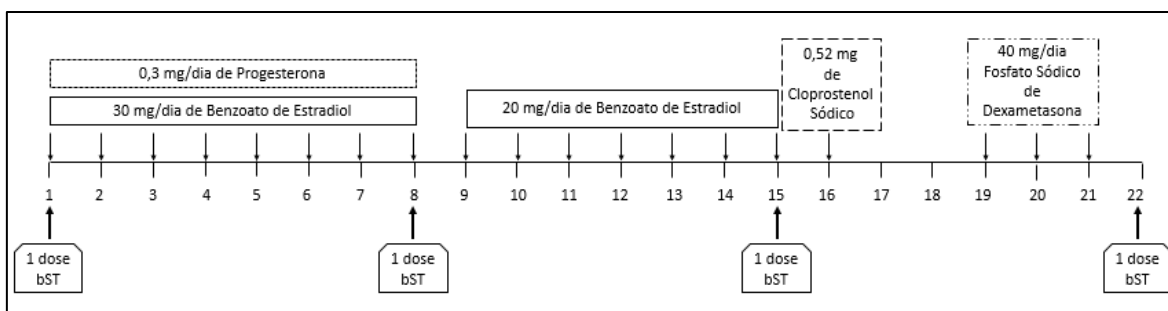 0,3 mg/dia de Progesterona
30 mg/dia de Benzoato de Estradiol
20 mg/dia de Benzoato de Estradiol
0,52 mg
de
Cloprostenol
Sódico
40 mg/dia
Fosfato Sódico
de
Dexametasona
1 2 3 4 5 6 7 8 9 10 11 12 13 14 15 16 17 18 19 20 21 22
1 dose
bST
1 dose
bST
1 dose
bST
1 dose
bST